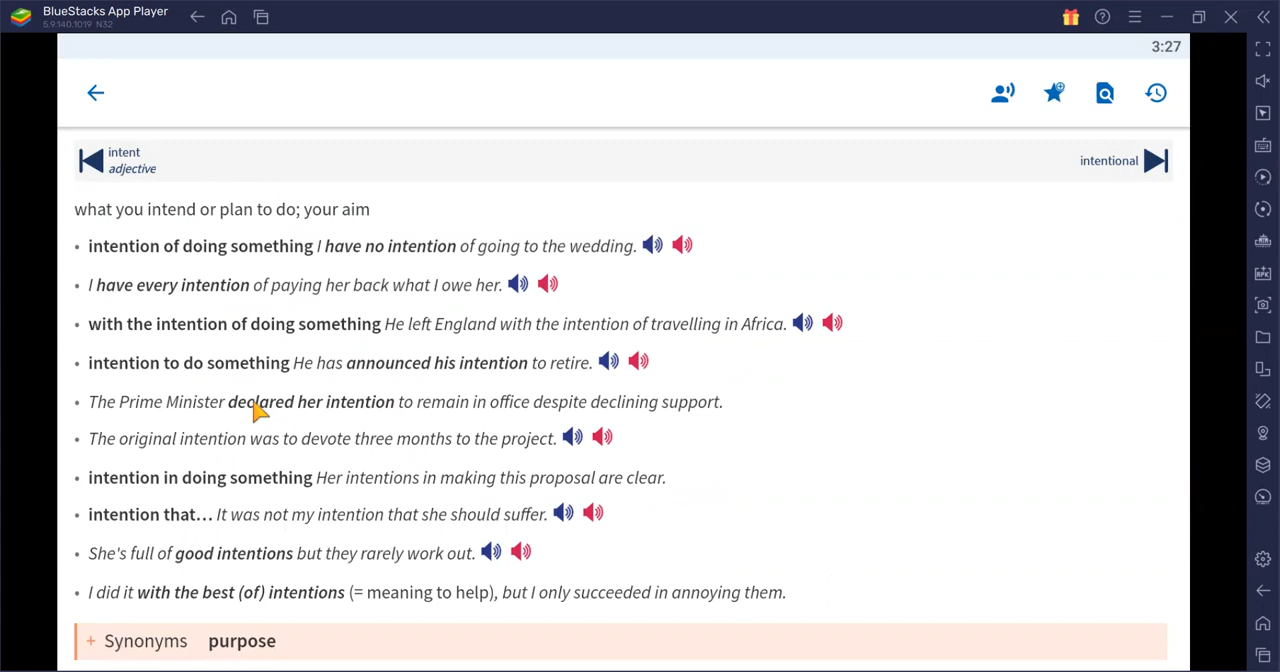 BlueStacks App Player
5.9.140.1019 N32
3:27
intent
adjective
intentional
what you intend or plan to do; your aim
• intention of doing something I have no intention of going to the wedding.
• I have every intention of paying her back what I owe her.
• with the intention of doing something He left England with the intention of travelling in Africa.
• intention to do something He has announced his intention to retire.
• The Prime Minister declared her intention to remain in office despite declining support.
• The original intention was to devote three months to the project.
• intention in doing something Her intentions in making this proposal are clear.
• intention that… It was not my intention that she should suffer.
• She's full of good intentions but they rarely work out.
• I did it with the best (of) intentions (= meaning to help), but I only succeeded in annoying them.
+ Synonyms purpose